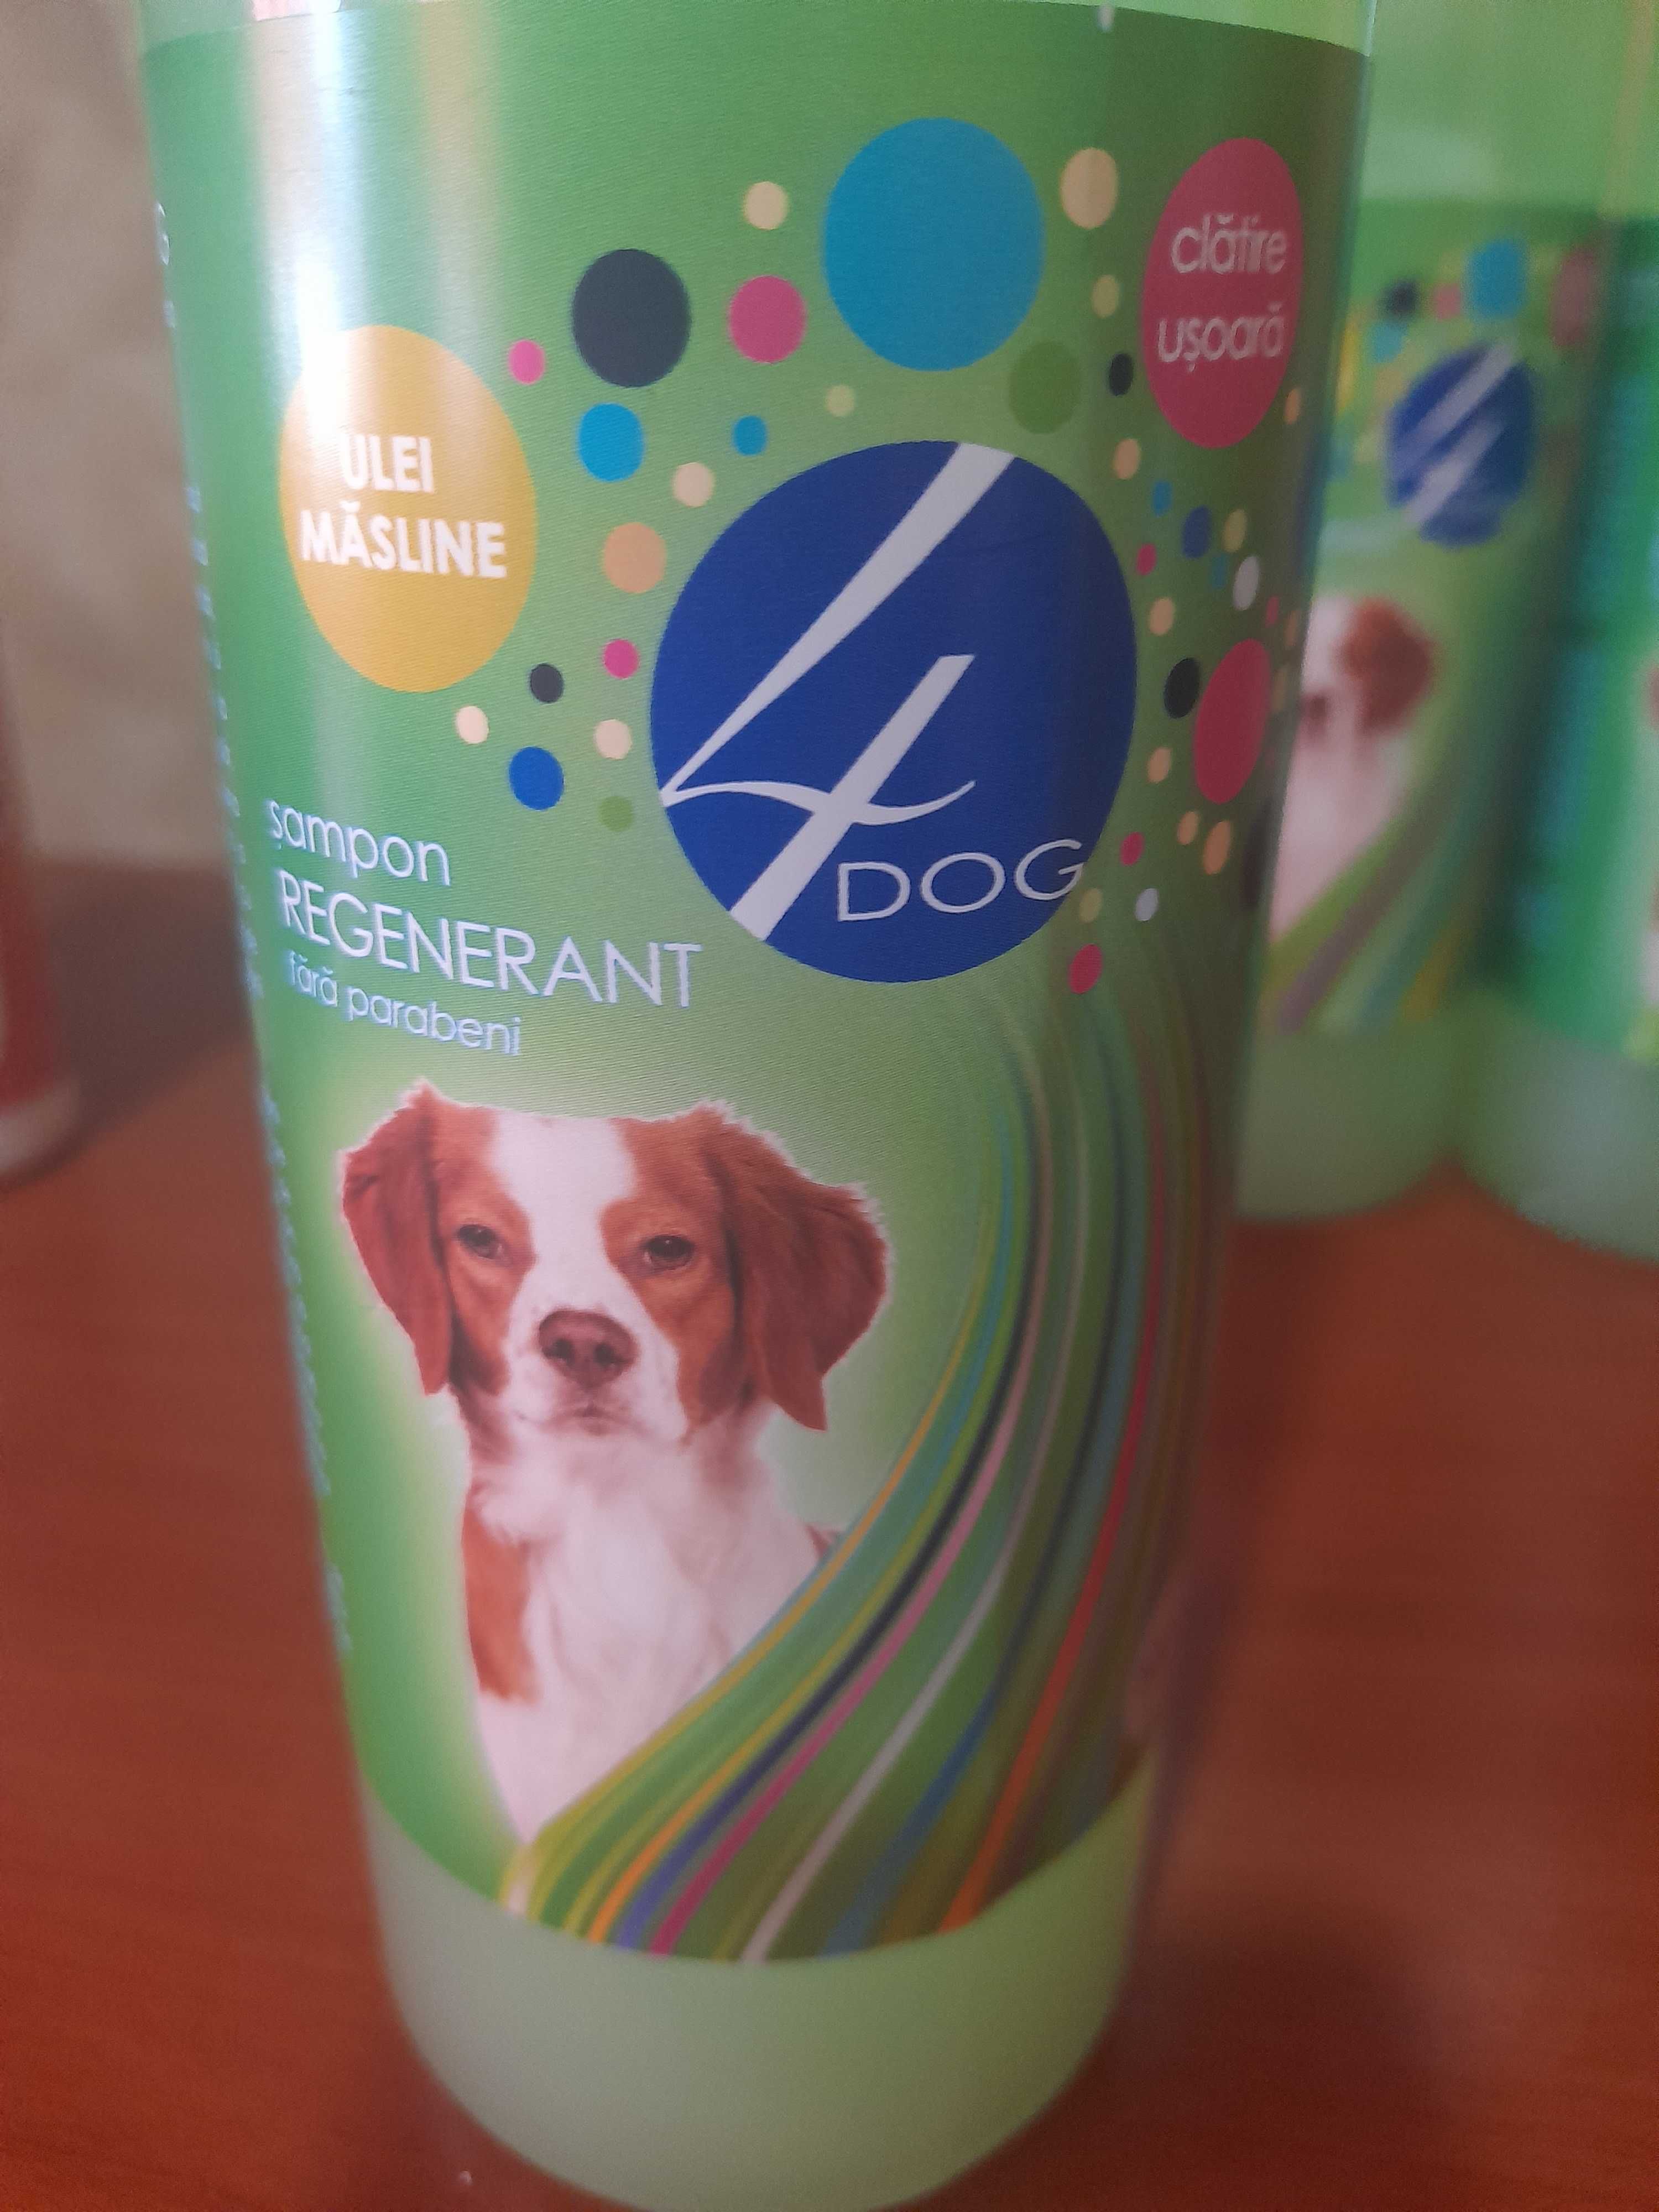 clătire
ușoară
ULEI
MĂSLINE
4
DOG
șampon
REGENERANT
fără parabeni